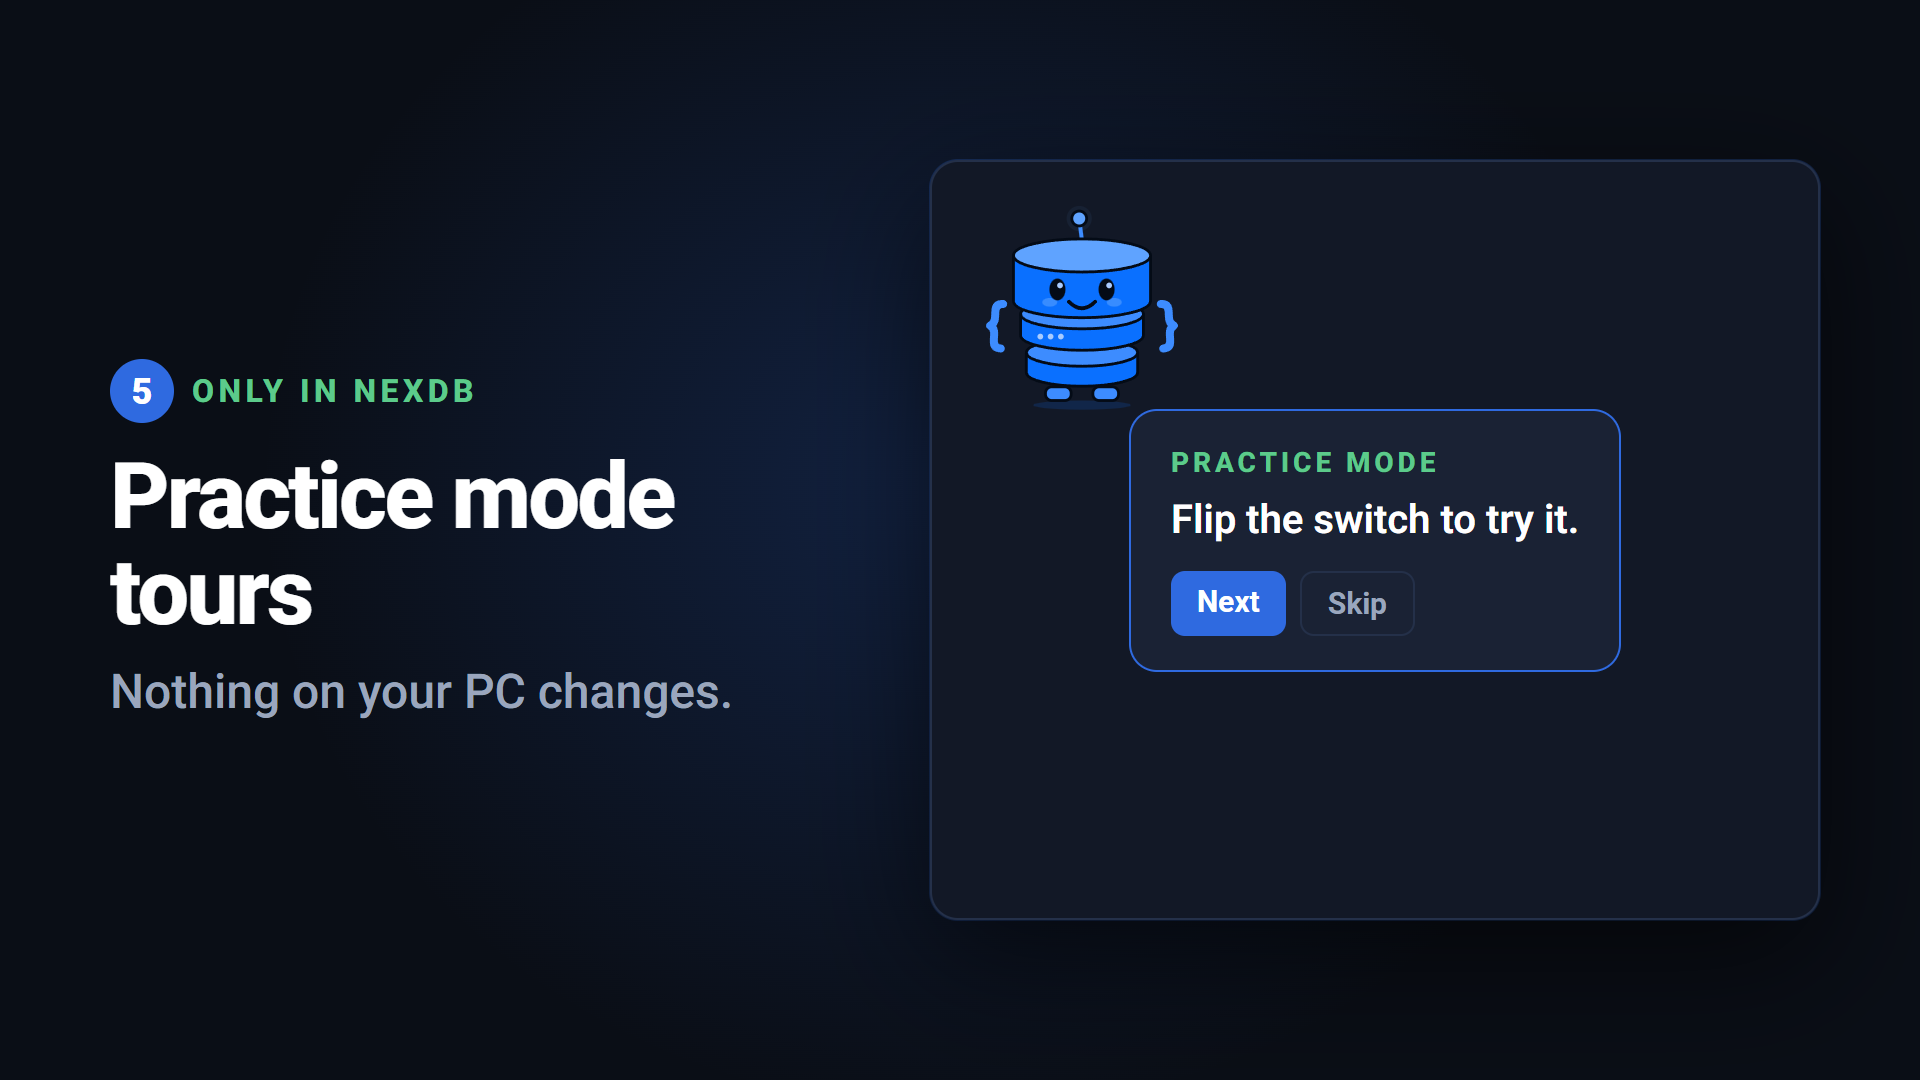 5 ONLY IN NEXDB
Practice mode
tours
Nothing on your PC changes.
PRACTICE MODE
Flip the switch to try it.
Next Skip